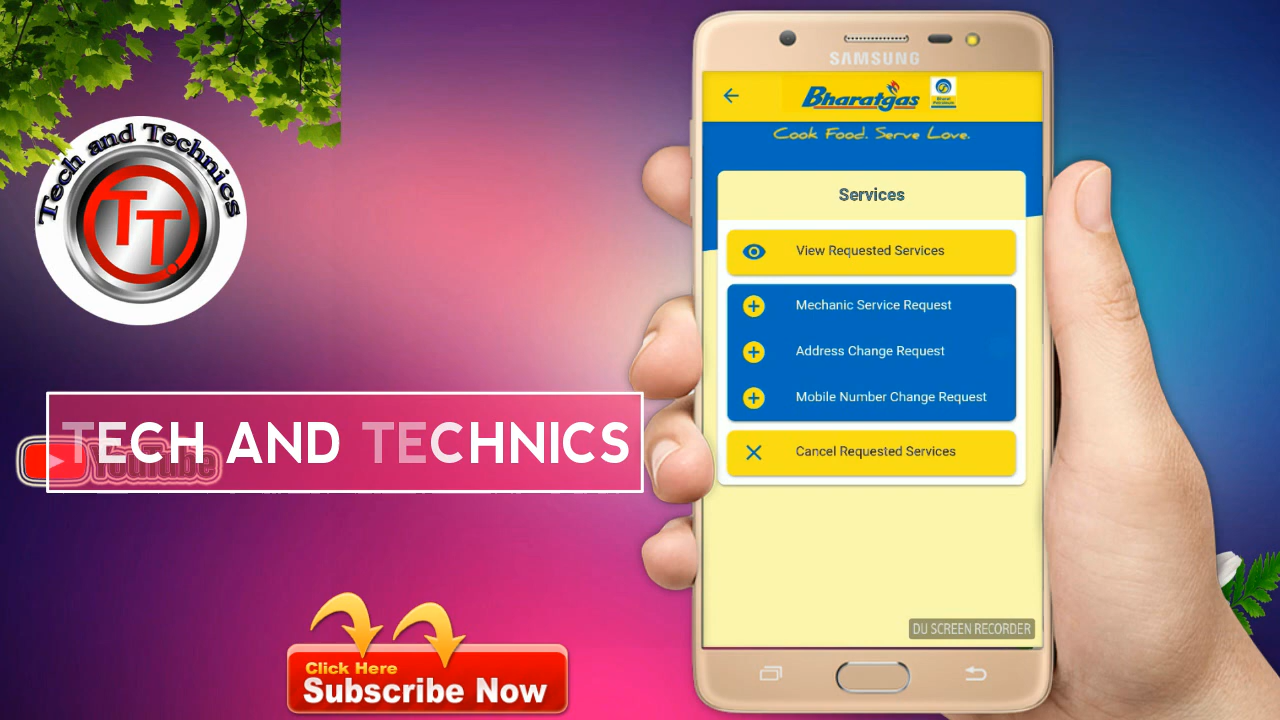 Tech and Technics
TT
TECH AND TECHNICS
YouTube
Click Here
Subscribe Now
SAMSUNG
Bharatgas
Cook Food. Serve Love.
Services
View Requested Services
Mechanic Service Request
Address Change Request
Mobile Number Change Request
Cancel Requested Services
DU SCREEN RECORDER